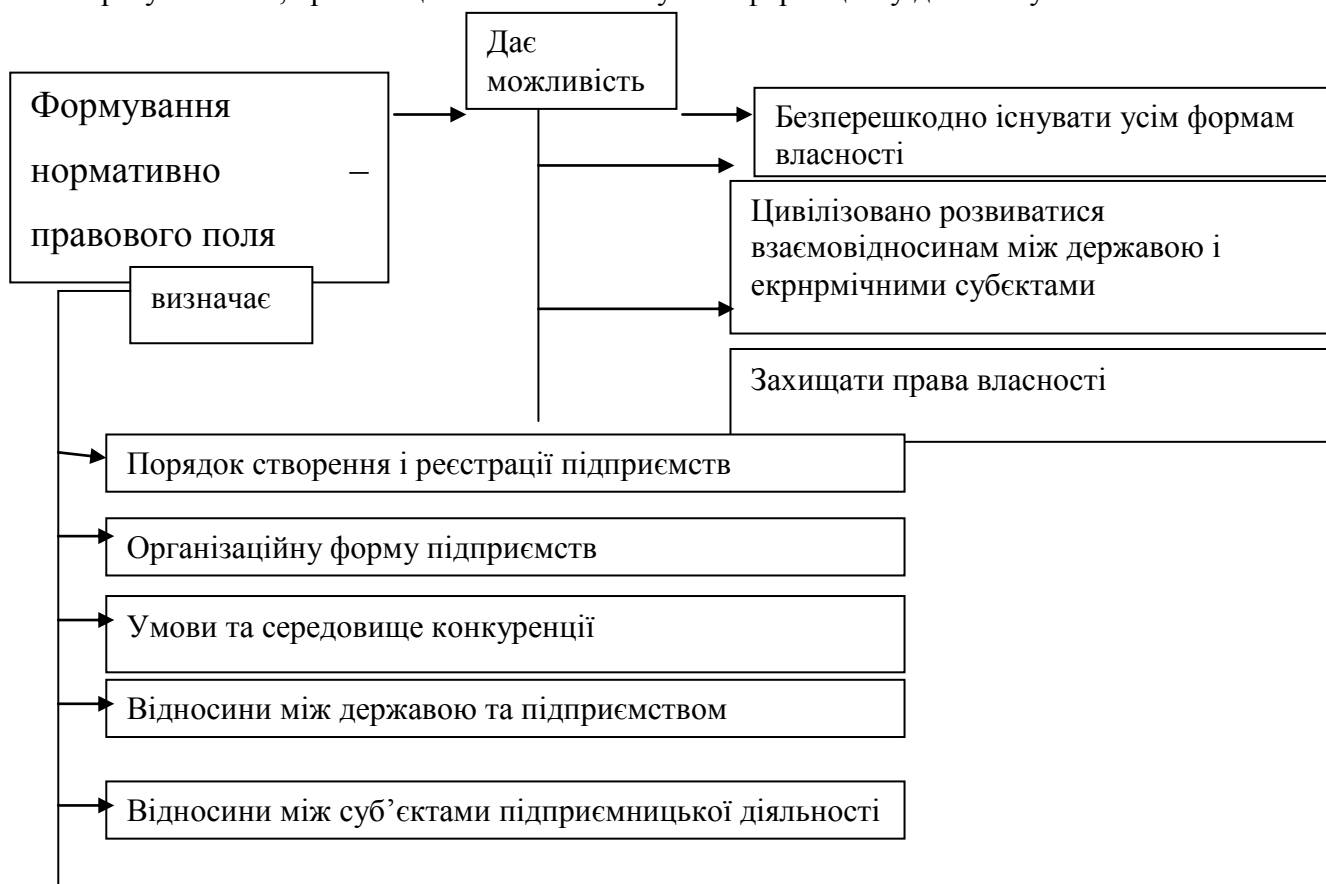 Дає
можливість
Формування
нормативно –
правового поля
визначає
Безперешкодно існувати усім формам
власності
Цивілізовано розвиватися
взаємовідносинам між державою і
екрнрмічними субєктами
Захищати права власності
Порядок створення і реєстрації підприємств
Організаційну форму підприємств
Умови та середовище конкуренції
Відносини між державою та підприємством
Відносини між суб’єктами підприємницької діяльності